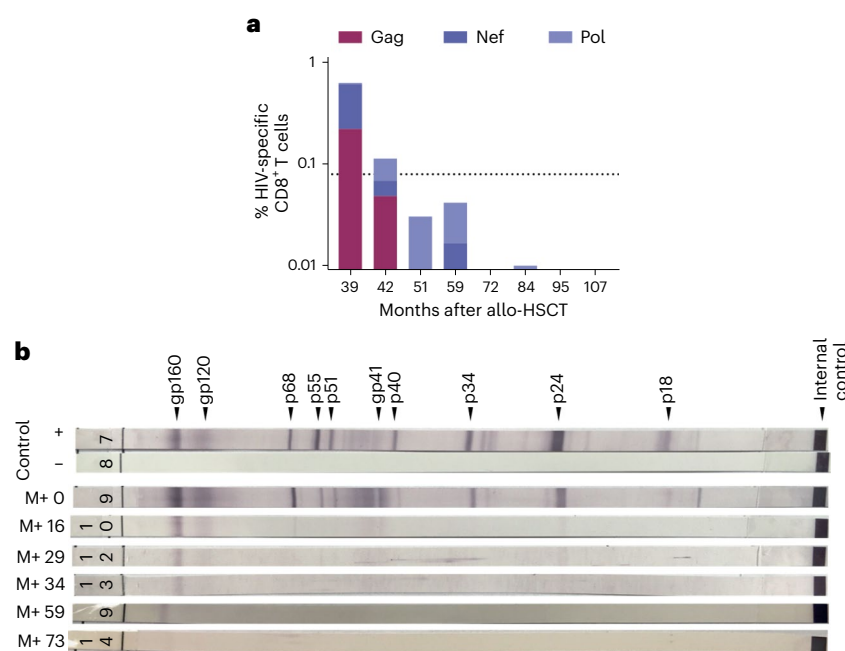 a
Gag Nef Pol
1
0.1
0.01
% HIV-specific
CD8⁺ T cells
39 42 51 59 72 84 95 107
Months after allo-HSCT
b
gp160 gp120 p68 p55 p51 gp41 p40 p34 p24 p18 Internal control
Control
+ 7
– 8
M+ 0 9
M+ 16 10
M+ 29 12
M+ 34 13
M+ 59 9
M+ 73 14